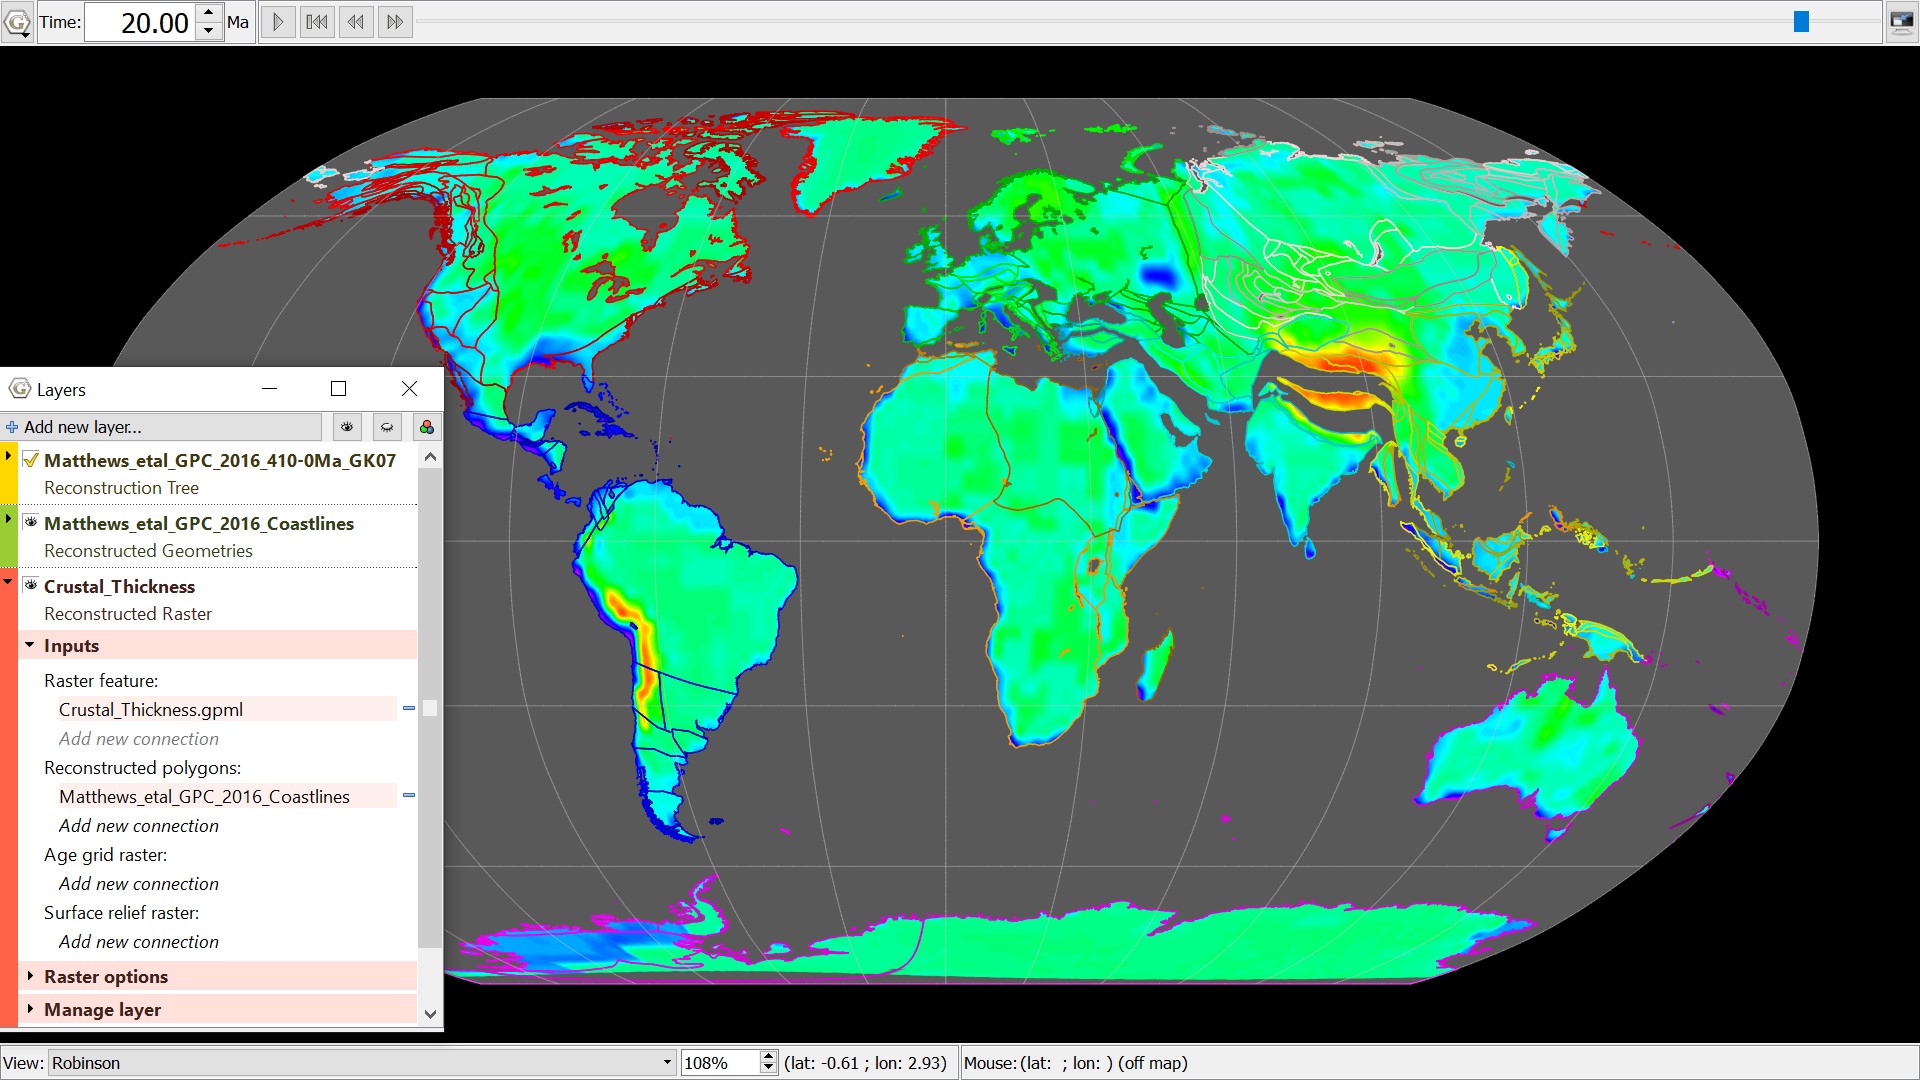 Time: 20.00 Ma
Layers
Add new layer...
Matthews_etal_GPC_2016_410-0Ma_GK07
Reconstruction Tree
Matthews_etal_GPC_2016_Coastlines
Reconstructed Geometries
Crustal_Thickness
Reconstructed Raster
Inputs
Raster feature:
Crustal_Thickness.gpml
Add new connection
Reconstructed polygons:
Matthews_etal_GPC_2016_Coastlines
Add new connection
Age grid raster:
Add new connection
Surface relief raster:
Add new connection
Raster options
Manage layer
View: Robinson 108% (lat: -0.61 ; lon: 2.93) Mouse: (lat: ; lon: ) (off map)